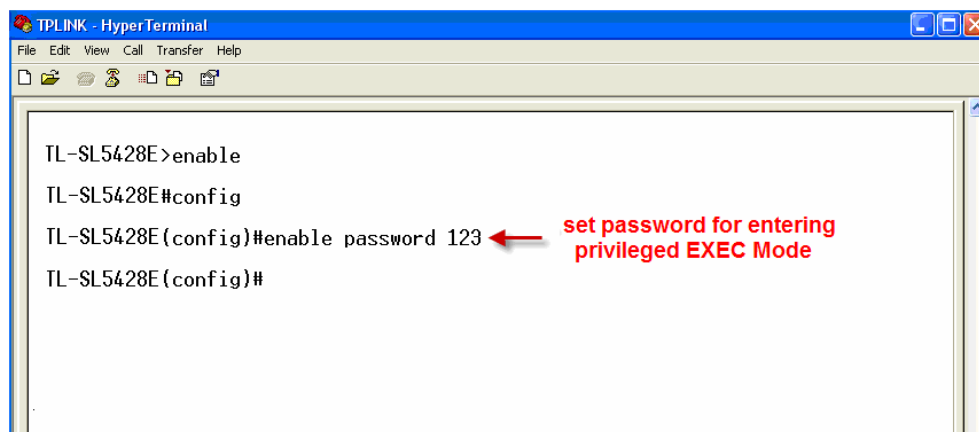 TPLINK - HyperTerminal
File Edit View Call Transfer Help
TL-SL5428E>enable
TL-SL5428E#config
TL-SL5428E(config)#enable password 123
set password for entering
privileged EXEC Mode
TL-SL5428E(config)#